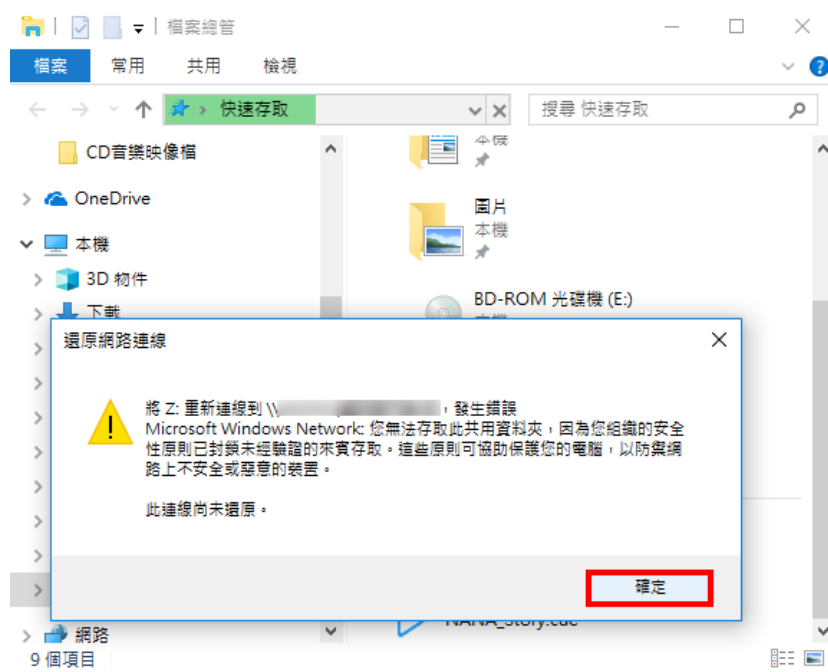 檔案總管
檔案 常用 共用 檢視
快速存取
搜尋 快速存取
CD音樂映像檔
OneDrive
本機
3D 物件
下載
本機
圖片
本機
BD-ROM 光碟機 (E:)
還原網路連線
將 Z: 重新連線到 \\ ，發生錯誤
Microsoft Windows Network: 您無法存取此共用資料夾，因為您組織的安全
性原則已封鎖未經驗證的來賓存取。這些原則可協助保護您的電腦，以防禦網
路上不安全或惡意的裝置。
此連線尚未還原。
確定
網路
NANA_story.cue
9 個項目